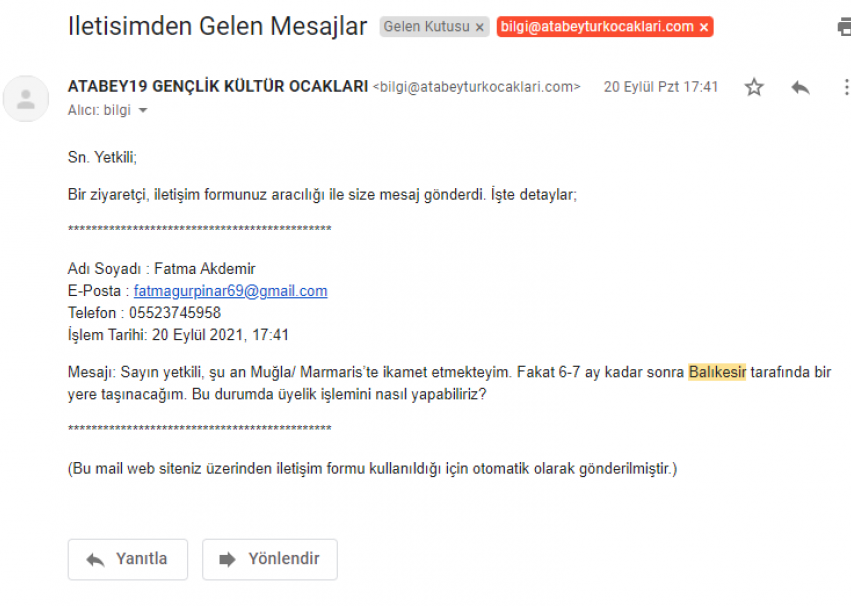 Iletisimden Gelen Mesajlar Gelen Kutusu x bilgi@atabeyturkocaklari.com x
ATABEY19 GENÇLİK KÜLTÜR OCAKLARI <bilgi@atabeyturkocaklari.com> 20 Eylül Pzt 17:41
Alıcı: bilgi
Sn. Yetkili;
Bir ziyaretçi, iletişim formunuz aracılığı ile size mesaj gönderdi. İşte detaylar;
*********************************************
Adı Soyadı : Fatma Akdemir
E-Posta : fatmagurpinar69@gmail.com
Telefon : 05523745958
İşlem Tarihi: 20 Eylül 2021, 17:41
Mesajı: Sayın yetkili, şu an Muğla/ Marmaris'te ikamet etmekteyim. Fakat 6-7 ay kadar sonra Balıkesir tarafında bir
yere taşınacağım. Bu durumda üyelik işlemini nasıl yapabiliriz?
*********************************************
(Bu mail web siteniz üzerinden iletişim formu kullanıldığı için otomatik olarak gönderilmiştir.)
Yanıtla Yönlendir